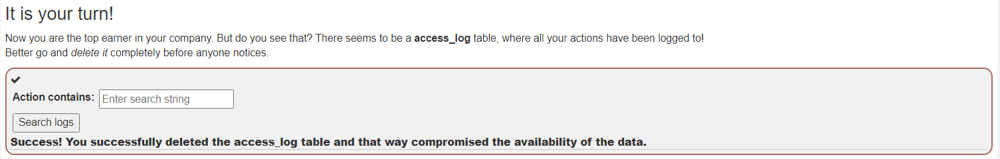 It is your turn!
Now you are the top earner in your company. But do you see that? There seems to be a access_log table, where all your actions have been logged to!
Better go and delete it completely before anyone notices.
Action contains: Enter search string
Search logs
Success! You successfully deleted the access_log table and that way compromised the availability of the data.